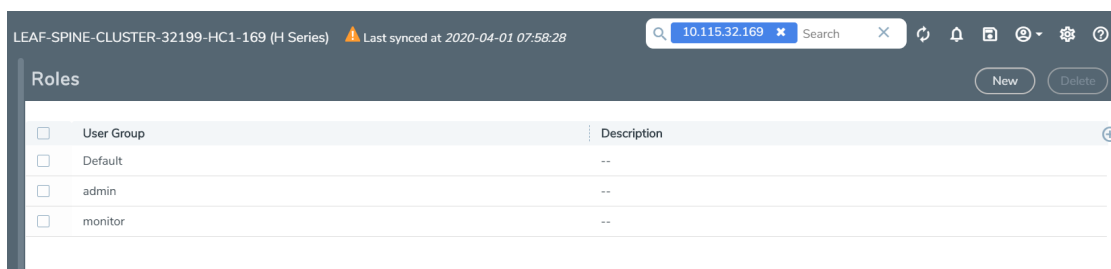 LEAF-SPINE-CLUSTER-32199-HC1-169 (H Series) Last synced at 2020-04-01 07:58:28 10.115.32.169 Search
Roles New Delete
User Group Description
Default --
admin --
monitor --